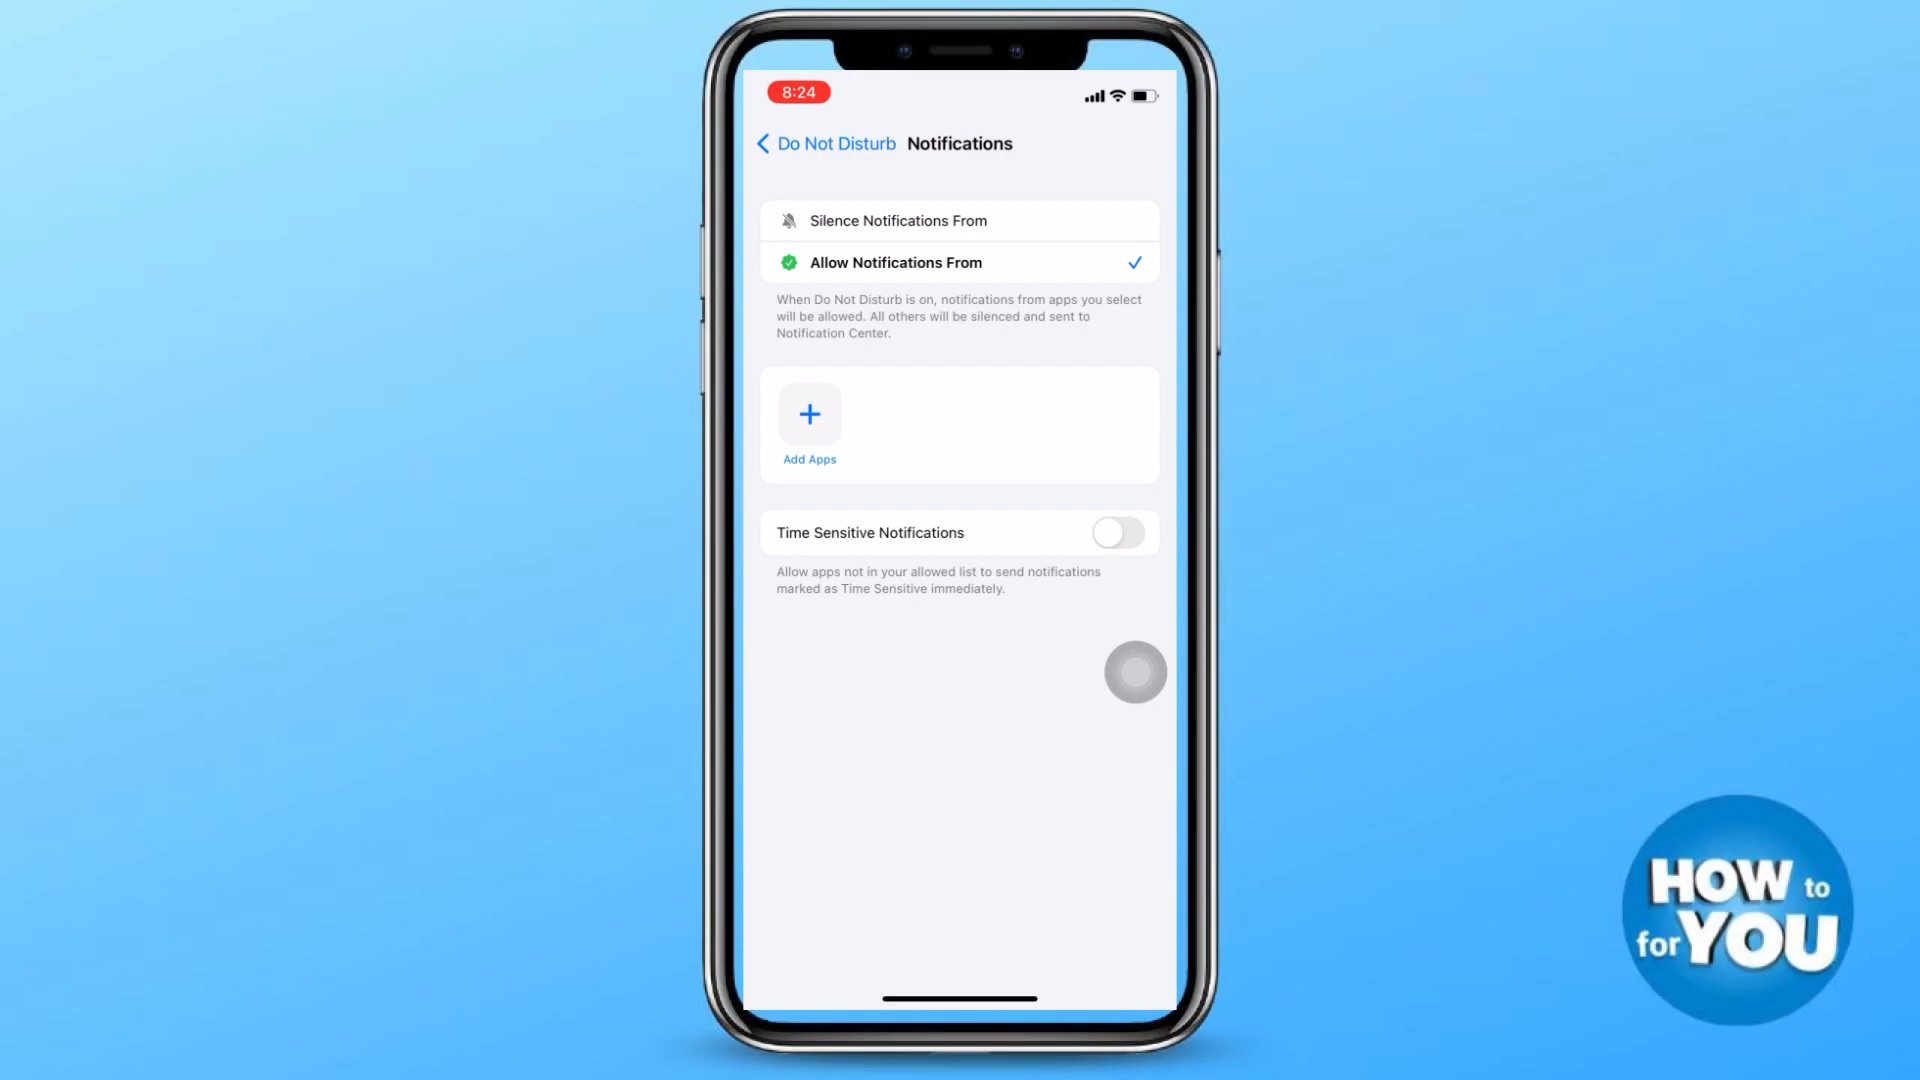 8:24
Do Not Disturb Notifications
Silence Notifications From
Allow Notifications From
When Do Not Disturb is on, notifications from apps you select
will be allowed. All others will be silenced and sent to
Notification Center.
Add Apps
Time Sensitive Notifications
Allow apps not in your allowed list to send notifications
marked as Time Sensitive immediately.
HOW to
for YOU